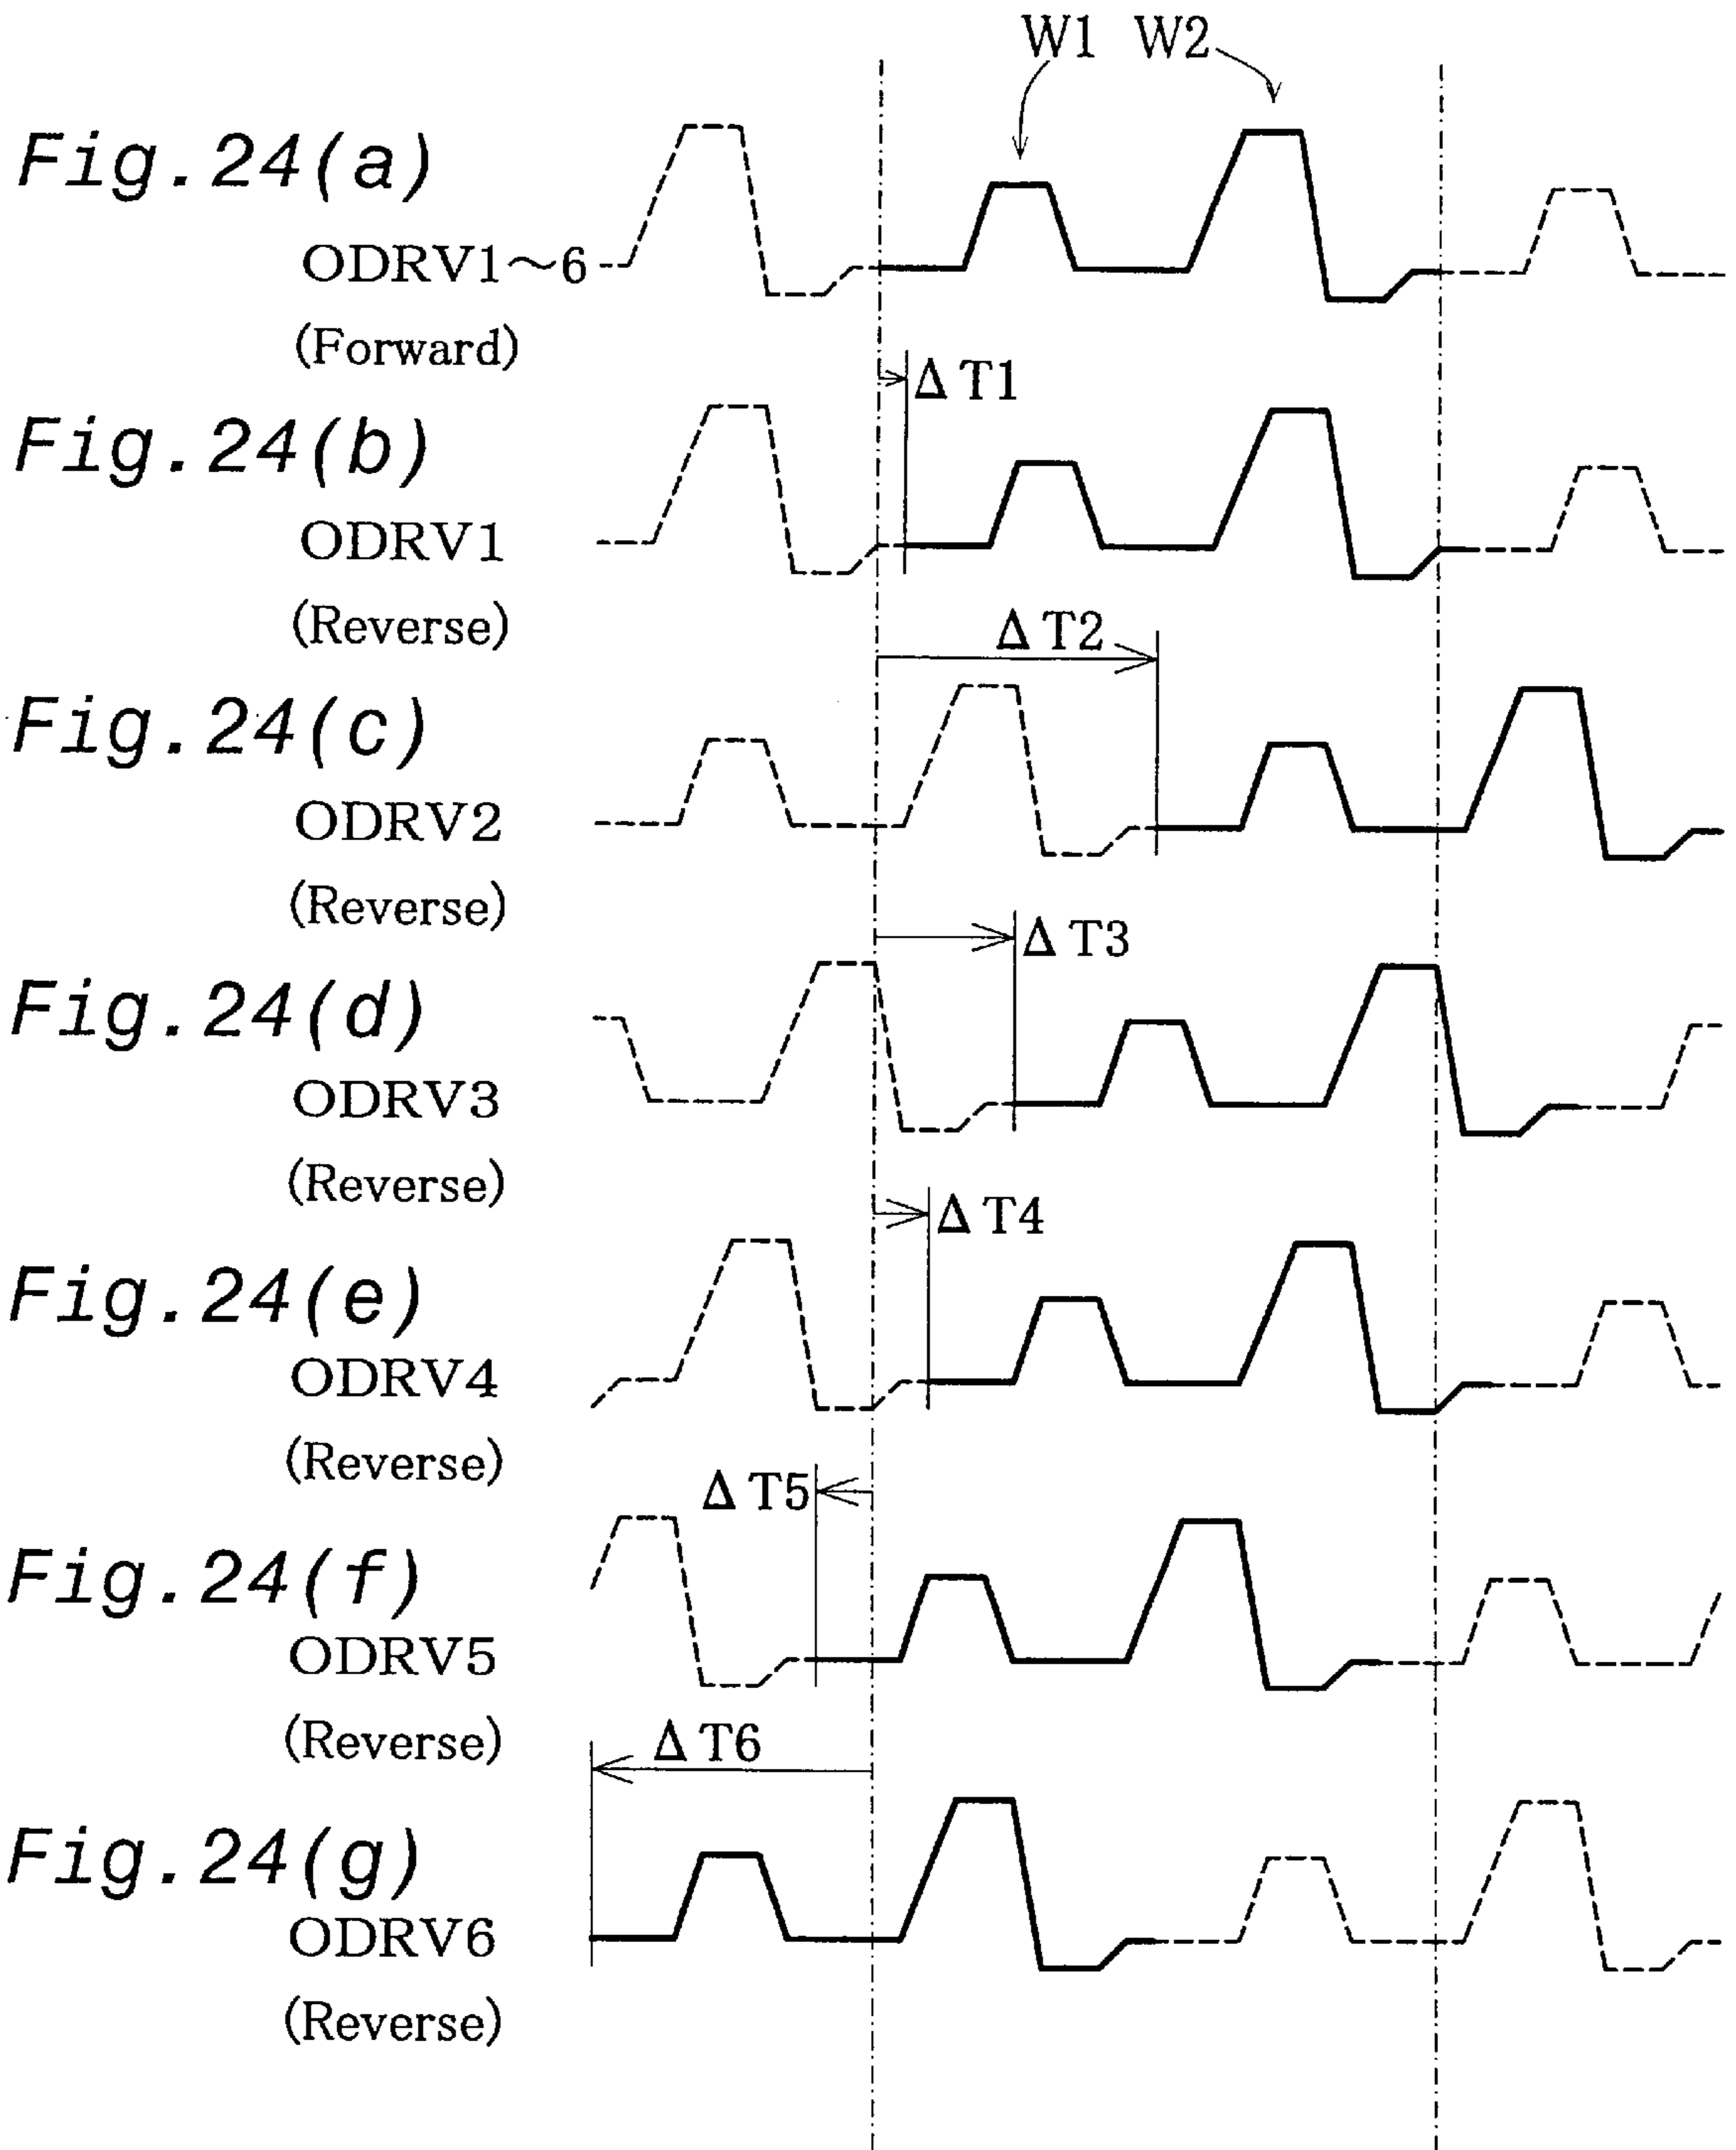 W1 W2
Fig.24(a)
ODRV1~6
(Forward)
ΔT1
Fig.24(b)
ODRV1
(Reverse)
ΔT2
Fig.24(c)
ODRV2
(Reverse)
ΔT3
Fig.24(d)
ODRV3
(Reverse)
ΔT4
Fig.24(e)
ODRV4
(Reverse)
ΔT5
Fig.24(f)
ODRV5
(Reverse)
ΔT6
Fig.24(g)
ODRV6
(Reverse)